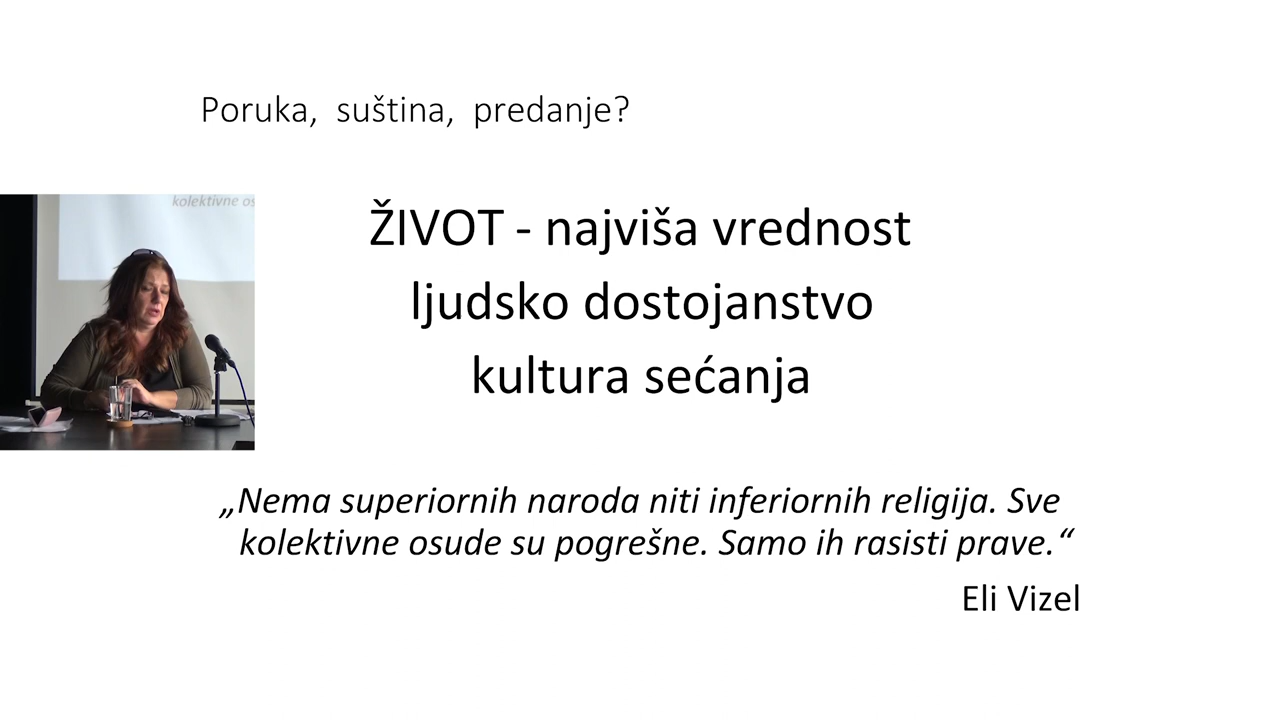 Poruka, suština, predanje?
kolektivne
ŽIVOT - najviša vrednost
ljudsko dostojanstvo
kultura sećanja
„Nema superiornih naroda niti inferiornih religija. Sve
kolektivne osude su pogrešne. Samo ih rasisti prave.“
Eli Vizel